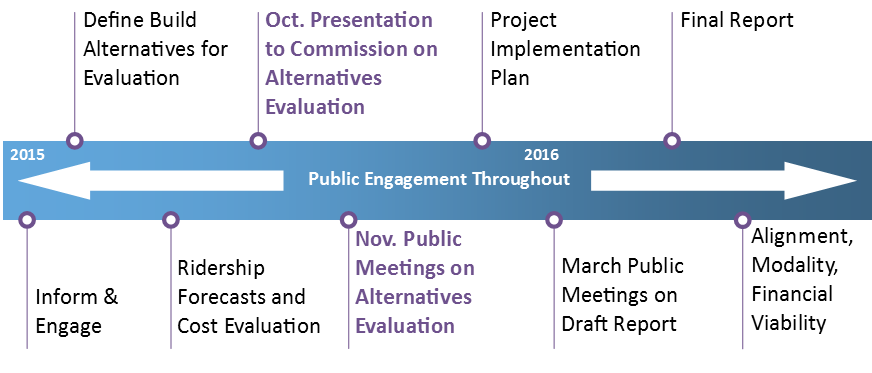 Define Build
Alternatives for
Evaluation
Oct. Presentation
to Commission on
Alternatives
Evaluation
Project
Implementation
Plan
Final Report
2015
2016
Public Engagement Throughout
Inform &
Engage
Ridership
Forecasts and
Cost Evaluation
Nov. Public
Meetings on
Alternatives
Evaluation
March Public
Meetings on
Draft Report
Alignment,
Modality,
Financial
Viability